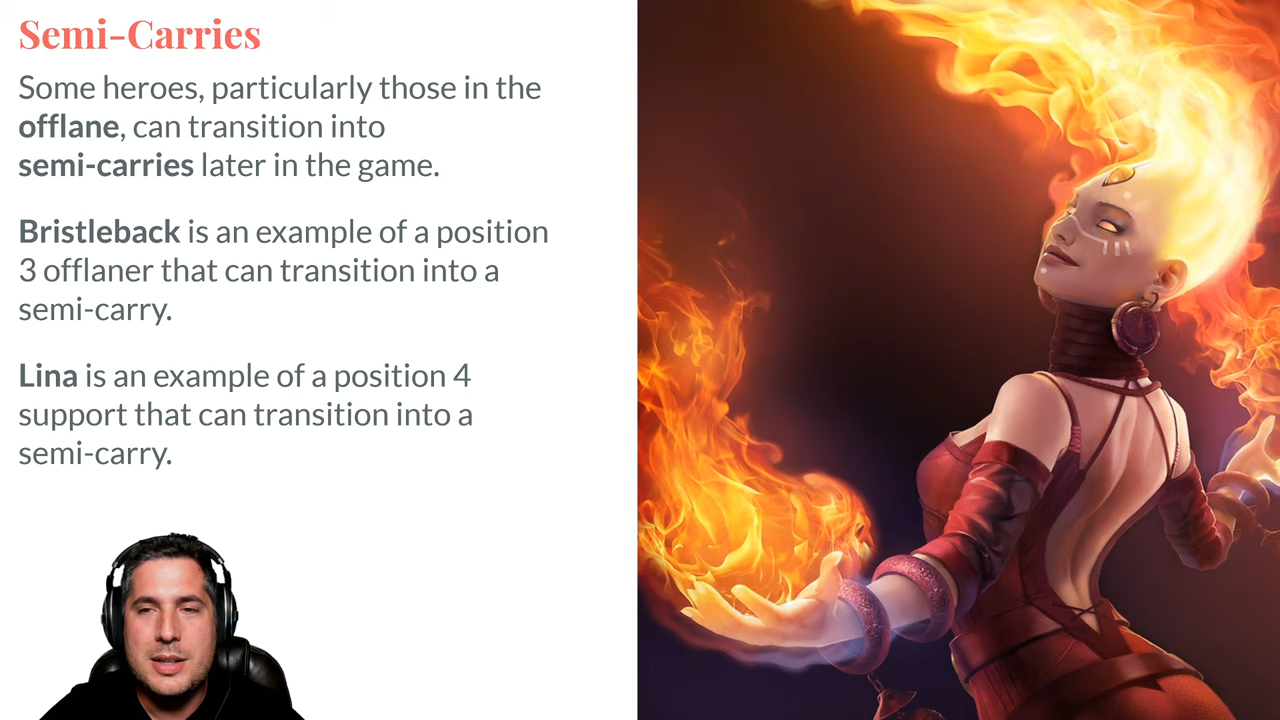 Semi-Carries
Some heroes, particularly those in the
offlane, can transition into
semi-carries later in the game.
Bristleback is an example of a position
3 offlaner that can transition into a
semi-carry.
Lina is an example of a position 4
support that can transition into a
semi-carry.